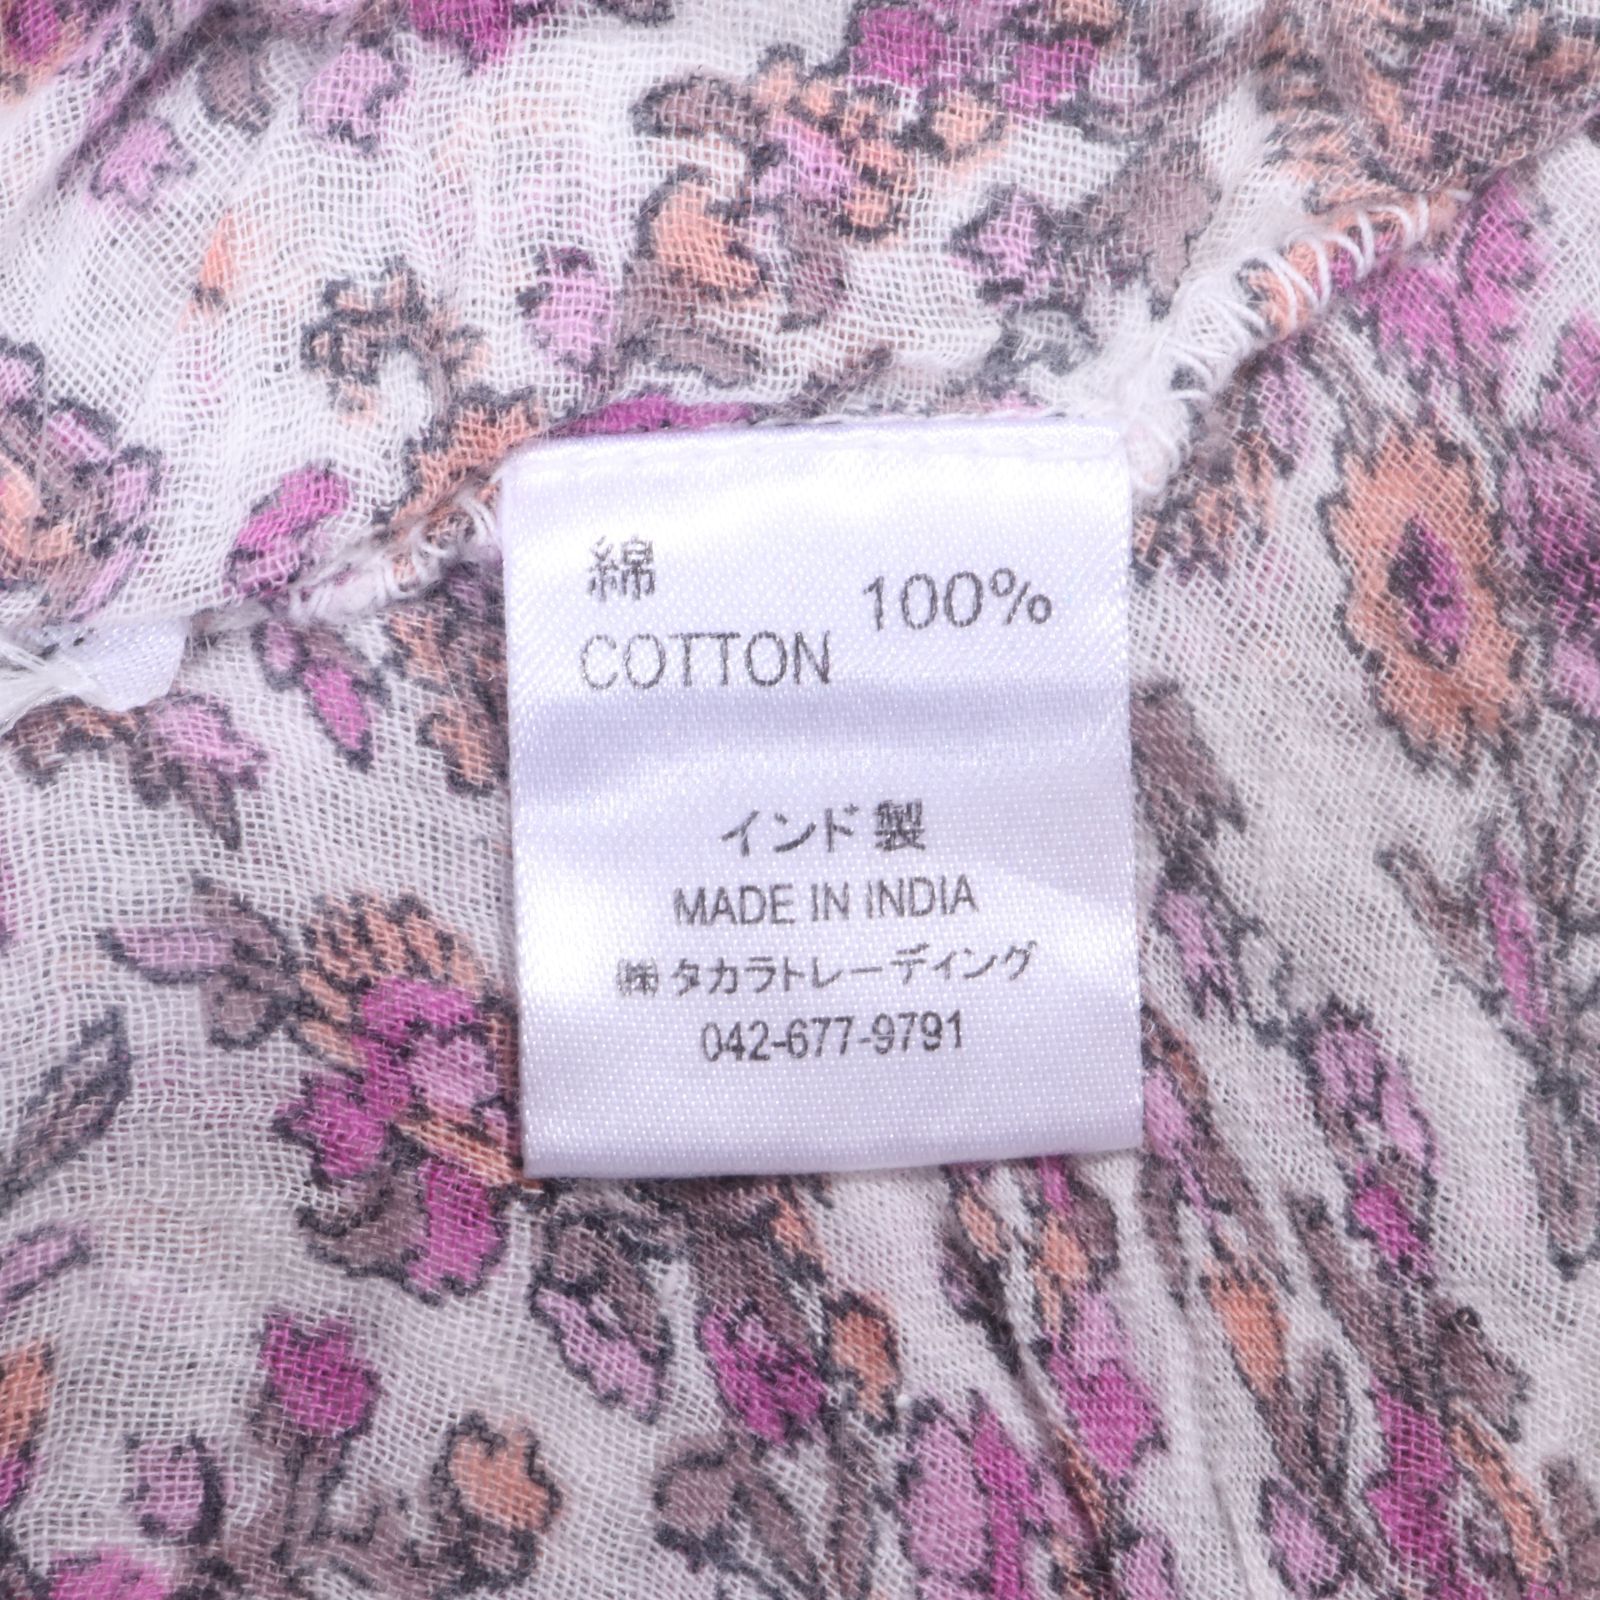 綿 100%
COTTON
インド製
MADE IN INDIA
㈱タカラトレーディング
042-677-9791